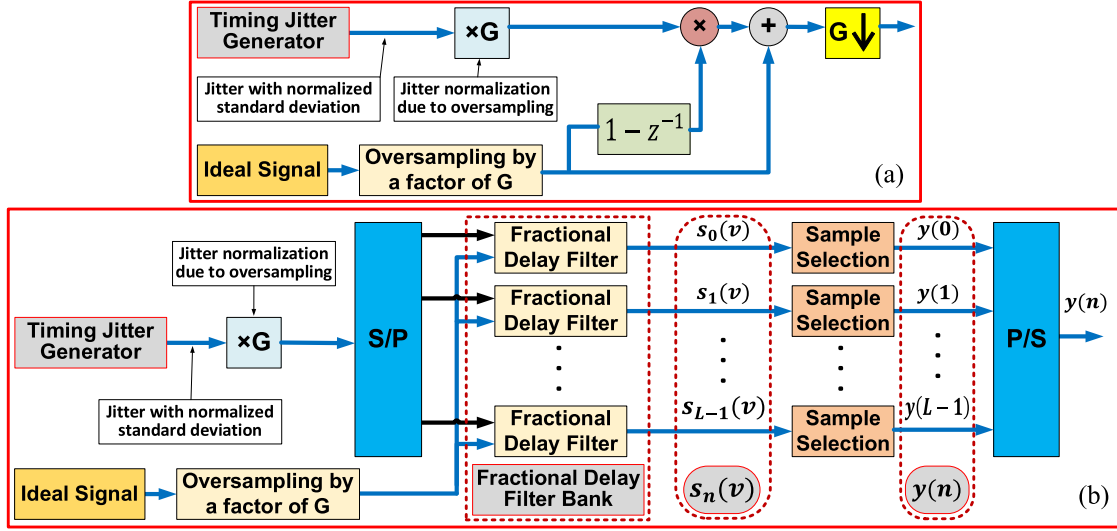 Timing Jitter
Generator
×G
×
+
G
Jitter with normalized
standard deviation
Jitter normalization
due to oversampling
1 − z⁻¹
Ideal Signal
Oversampling by
a factor of G
(a)
Jitter normalization
due to oversampling
Timing Jitter
Generator
×G
Jitter with normalized
standard deviation
Ideal Signal
Oversampling by
a factor of G
S/P
Fractional
Delay Filter
s₀(v)
Sample
Selection
y(0)
Fractional
Delay Filter
s₁(v)
Sample
Selection
y(1)
Fractional
Delay Filter
s_{L−1}(v)
Sample
Selection
y(L−1)
P/S
y(n)
Fractional Delay
Filter Bank
sₙ(v)
y(n)
(b)